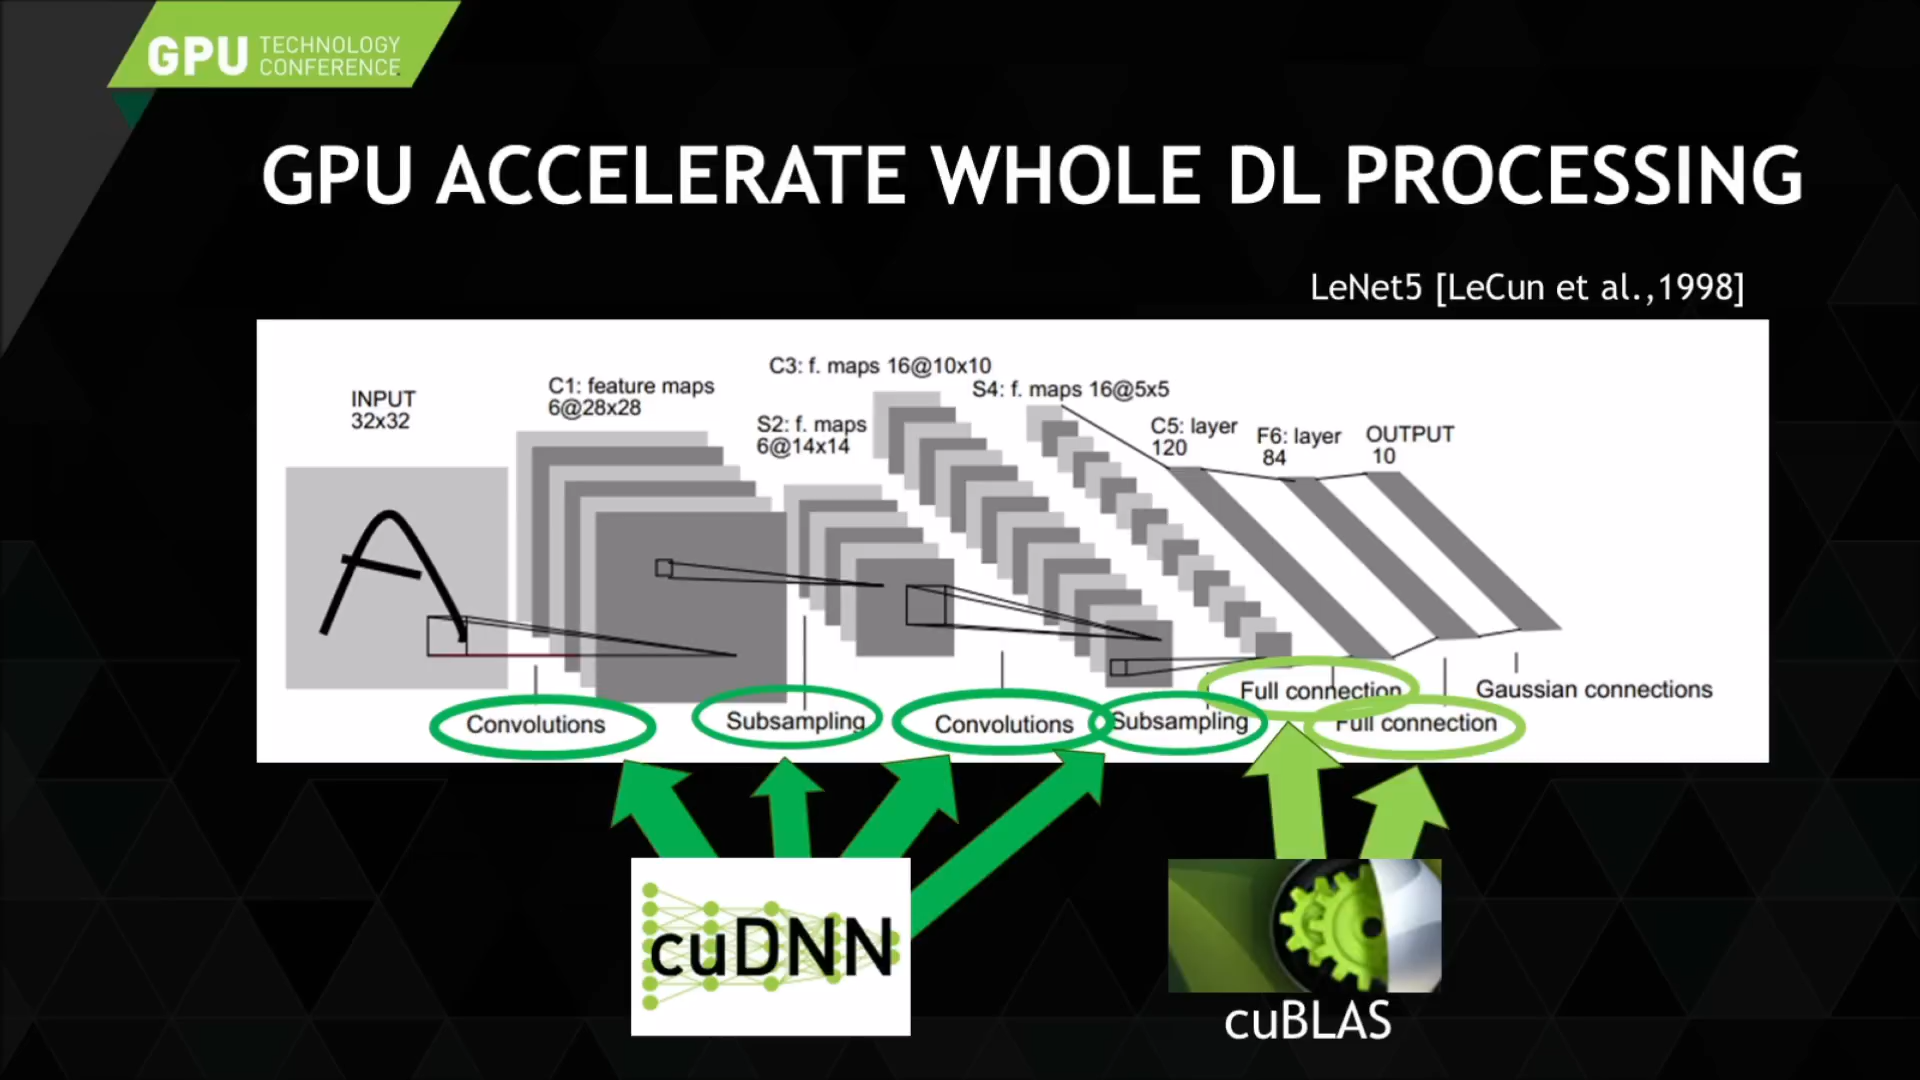 GPU TECHNOLOGY
CONFERENCE
GPU ACCELERATE WHOLE DL PROCESSING
LeNet5 [LeCun et al.,1998]
INPUT
32x32
C1: feature maps
6@28x28
S2: f. maps
6@14x14
C3: f. maps 16@10x10
S4: f. maps 16@5x5
C5: layer
120
F6: layer
84
OUTPUT
10
Convolutions
Subsampling
Convolutions
Subsampling
Full connection
Full connection
Gaussian connections
cuDNN
cuBLAS